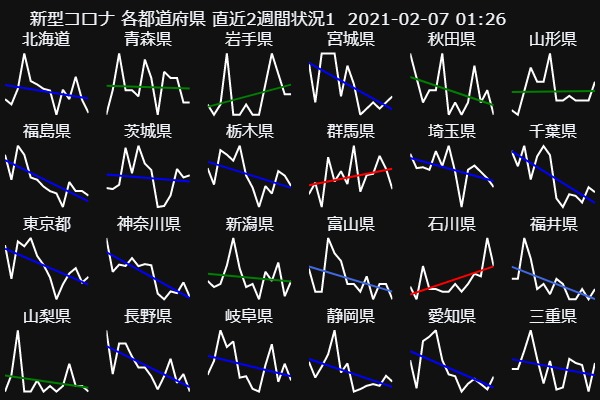 新型コロナ 各都道府県 直近2週間状況1 2021-02-07 01:26
北海道 青森県 岩手県 宮城県 秋田県 山形県
福島県 茨城県 栃木県 群馬県 埼玉県 千葉県
東京都 神奈川県 新潟県 富山県 石川県 福井県
山梨県 長野県 岐阜県 静岡県 愛知県 三重県